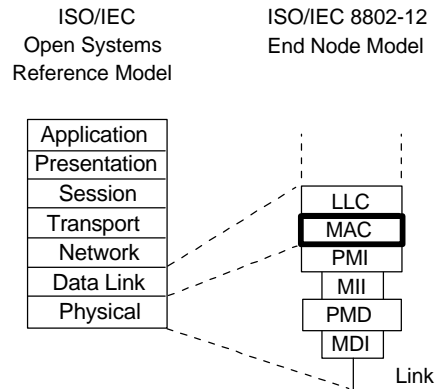 ISO/IEC
Open Systems
Reference Model
ISO/IEC 8802-12
End Node Model
Application
Presentation
Session
Transport
Network
Data Link
Physical
LLC
MAC
PMI
MII
PMD
MDI
Link